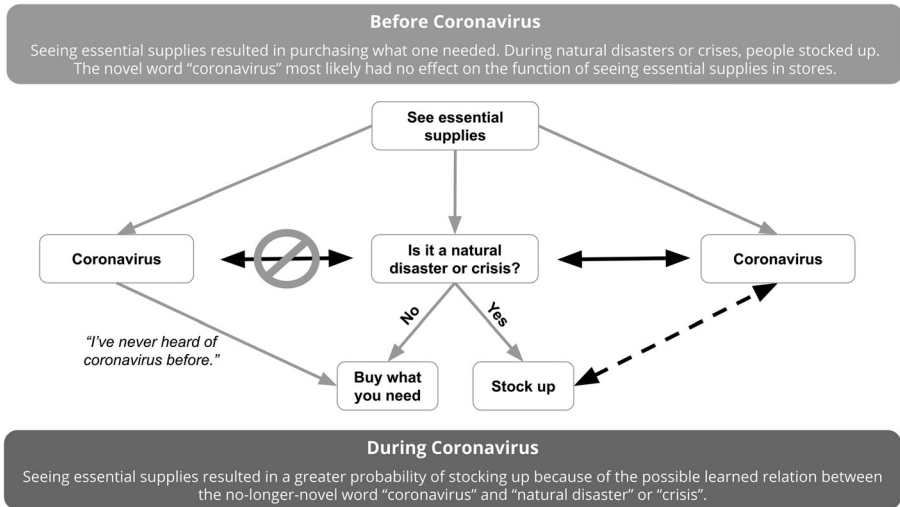 Before Coronavirus
Seeing essential supplies resulted in purchasing what one needed. During natural disasters or crises, people stocked up.
The novel word “coronavirus” most likely had no effect on the function of seeing essential supplies in stores.
See essential
supplies
Coronavirus
Is it a natural
disaster or crisis?
Coronavirus
No
Yes
“I’ve never heard of
coronavirus before.”
Buy what
you need
Stock up
During Coronavirus
Seeing essential supplies resulted in a greater probability of stocking up because of the possible learned relation between
the no-longer-novel word “coronavirus” and “natural disaster” or “crisis”.